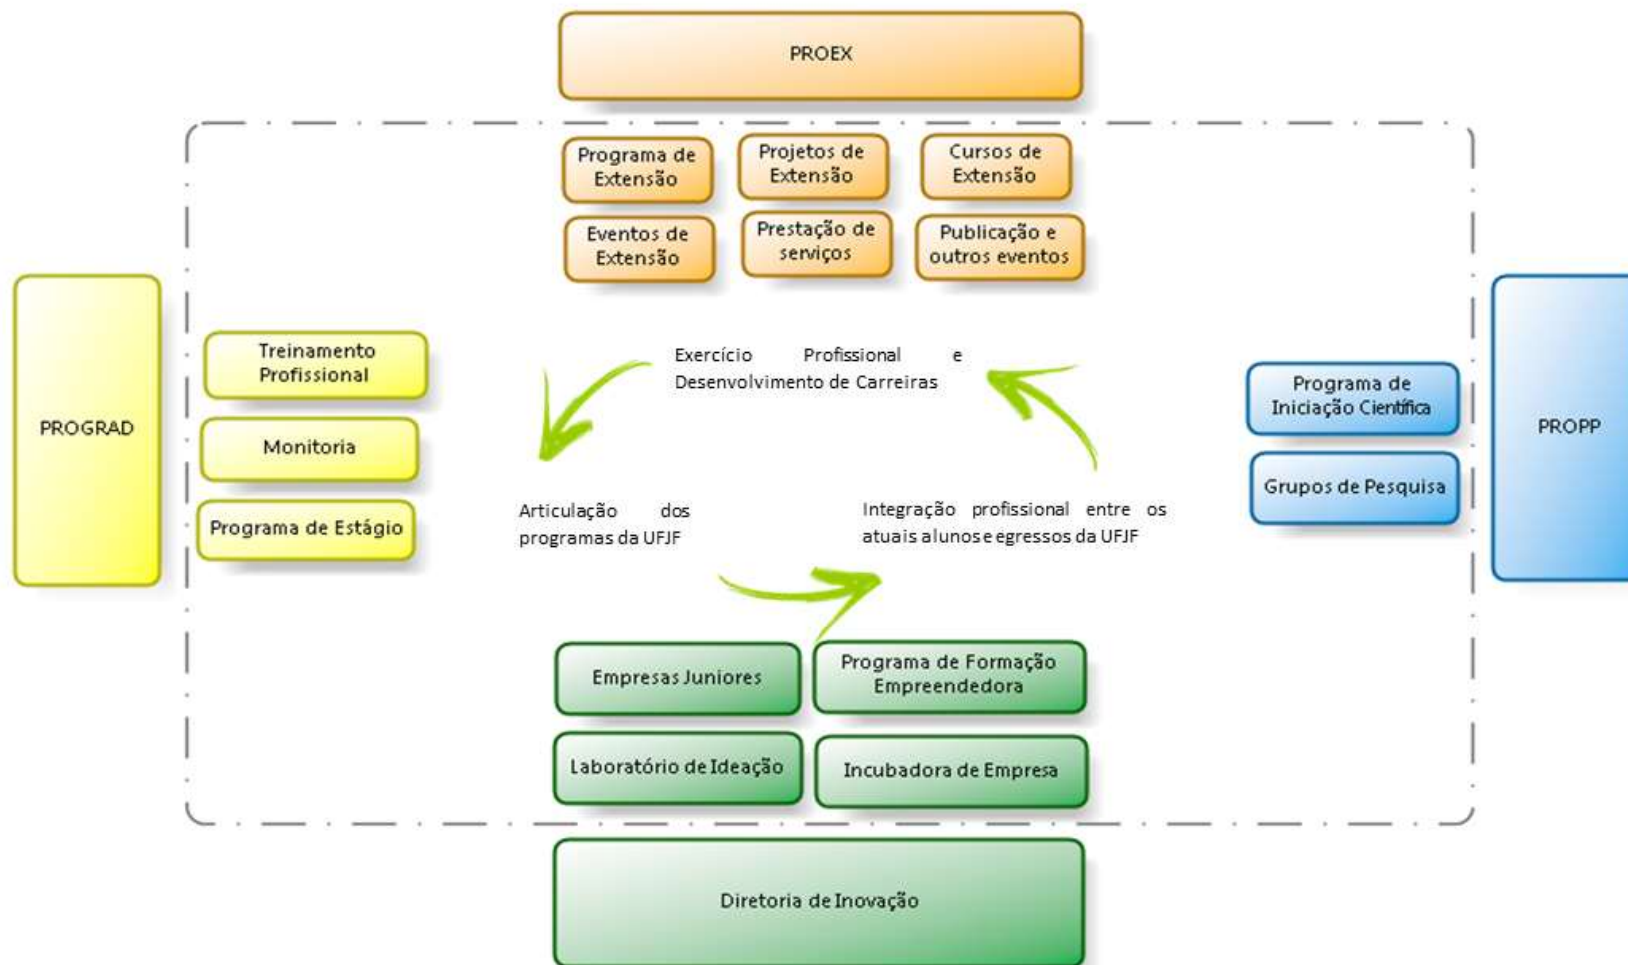 PROEX
Programa de
Extensão
Projetos de
Extensão
Cursos de
Extensão
Eventos de
Extensão
Prestação de
serviços
Publicação e
outros eventos
PROGRAD
Treinamento
Profissional
Monitoria
Programa de Estágio
Exercício Profissional e
Desenvolvimento de Carreiras
Articulação dos
programas da UFJF
Integração profissional entre os
atuais alunos e egressos da UFJF
Programa de
Iniciação Científica
Grupos de Pesquisa
PROPP
Empresas Juniores
Programa de Formação
Empreendedora
Laboratório de Ideação
Incubadora de Empresa
Diretoria de Inovação